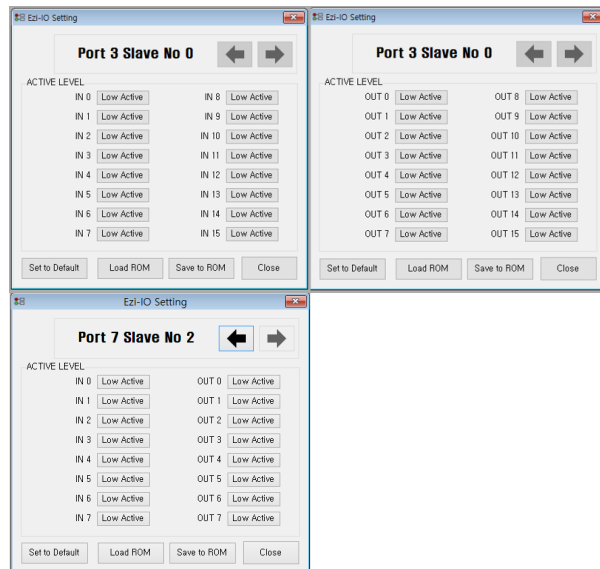 Ezi-IO Setting
Port 3 Slave No 0
ACTIVE LEVEL
IN 0 Low Active IN 8 Low Active
IN 1 Low Active IN 9 Low Active
IN 2 Low Active IN 10 Low Active
IN 3 Low Active IN 11 Low Active
IN 4 Low Active IN 12 Low Active
IN 5 Low Active IN 13 Low Active
IN 6 Low Active IN 14 Low Active
IN 7 Low Active IN 15 Low Active
Set to Default Load ROM Save to ROM Close
Ezi-IO Setting
Port 3 Slave No 0
ACTIVE LEVEL
OUT 0 Low Active OUT 8 Low Active
OUT 1 Low Active OUT 9 Low Active
OUT 2 Low Active OUT 10 Low Active
OUT 3 Low Active OUT 11 Low Active
OUT 4 Low Active OUT 12 Low Active
OUT 5 Low Active OUT 13 Low Active
OUT 6 Low Active OUT 14 Low Active
OUT 7 Low Active OUT 15 Low Active
Set to Default Load ROM Save to ROM Close
Ezi-IO Setting
Port 7 Slave No 2
ACTIVE LEVEL
IN 0 Low Active OUT 0 Low Active
IN 1 Low Active OUT 1 Low Active
IN 2 Low Active OUT 2 Low Active
IN 3 Low Active OUT 3 Low Active
IN 4 Low Active OUT 4 Low Active
IN 5 Low Active OUT 5 Low Active
IN 6 Low Active OUT 6 Low Active
IN 7 Low Active OUT 7 Low Active
Set to Default Load ROM Save to ROM Close